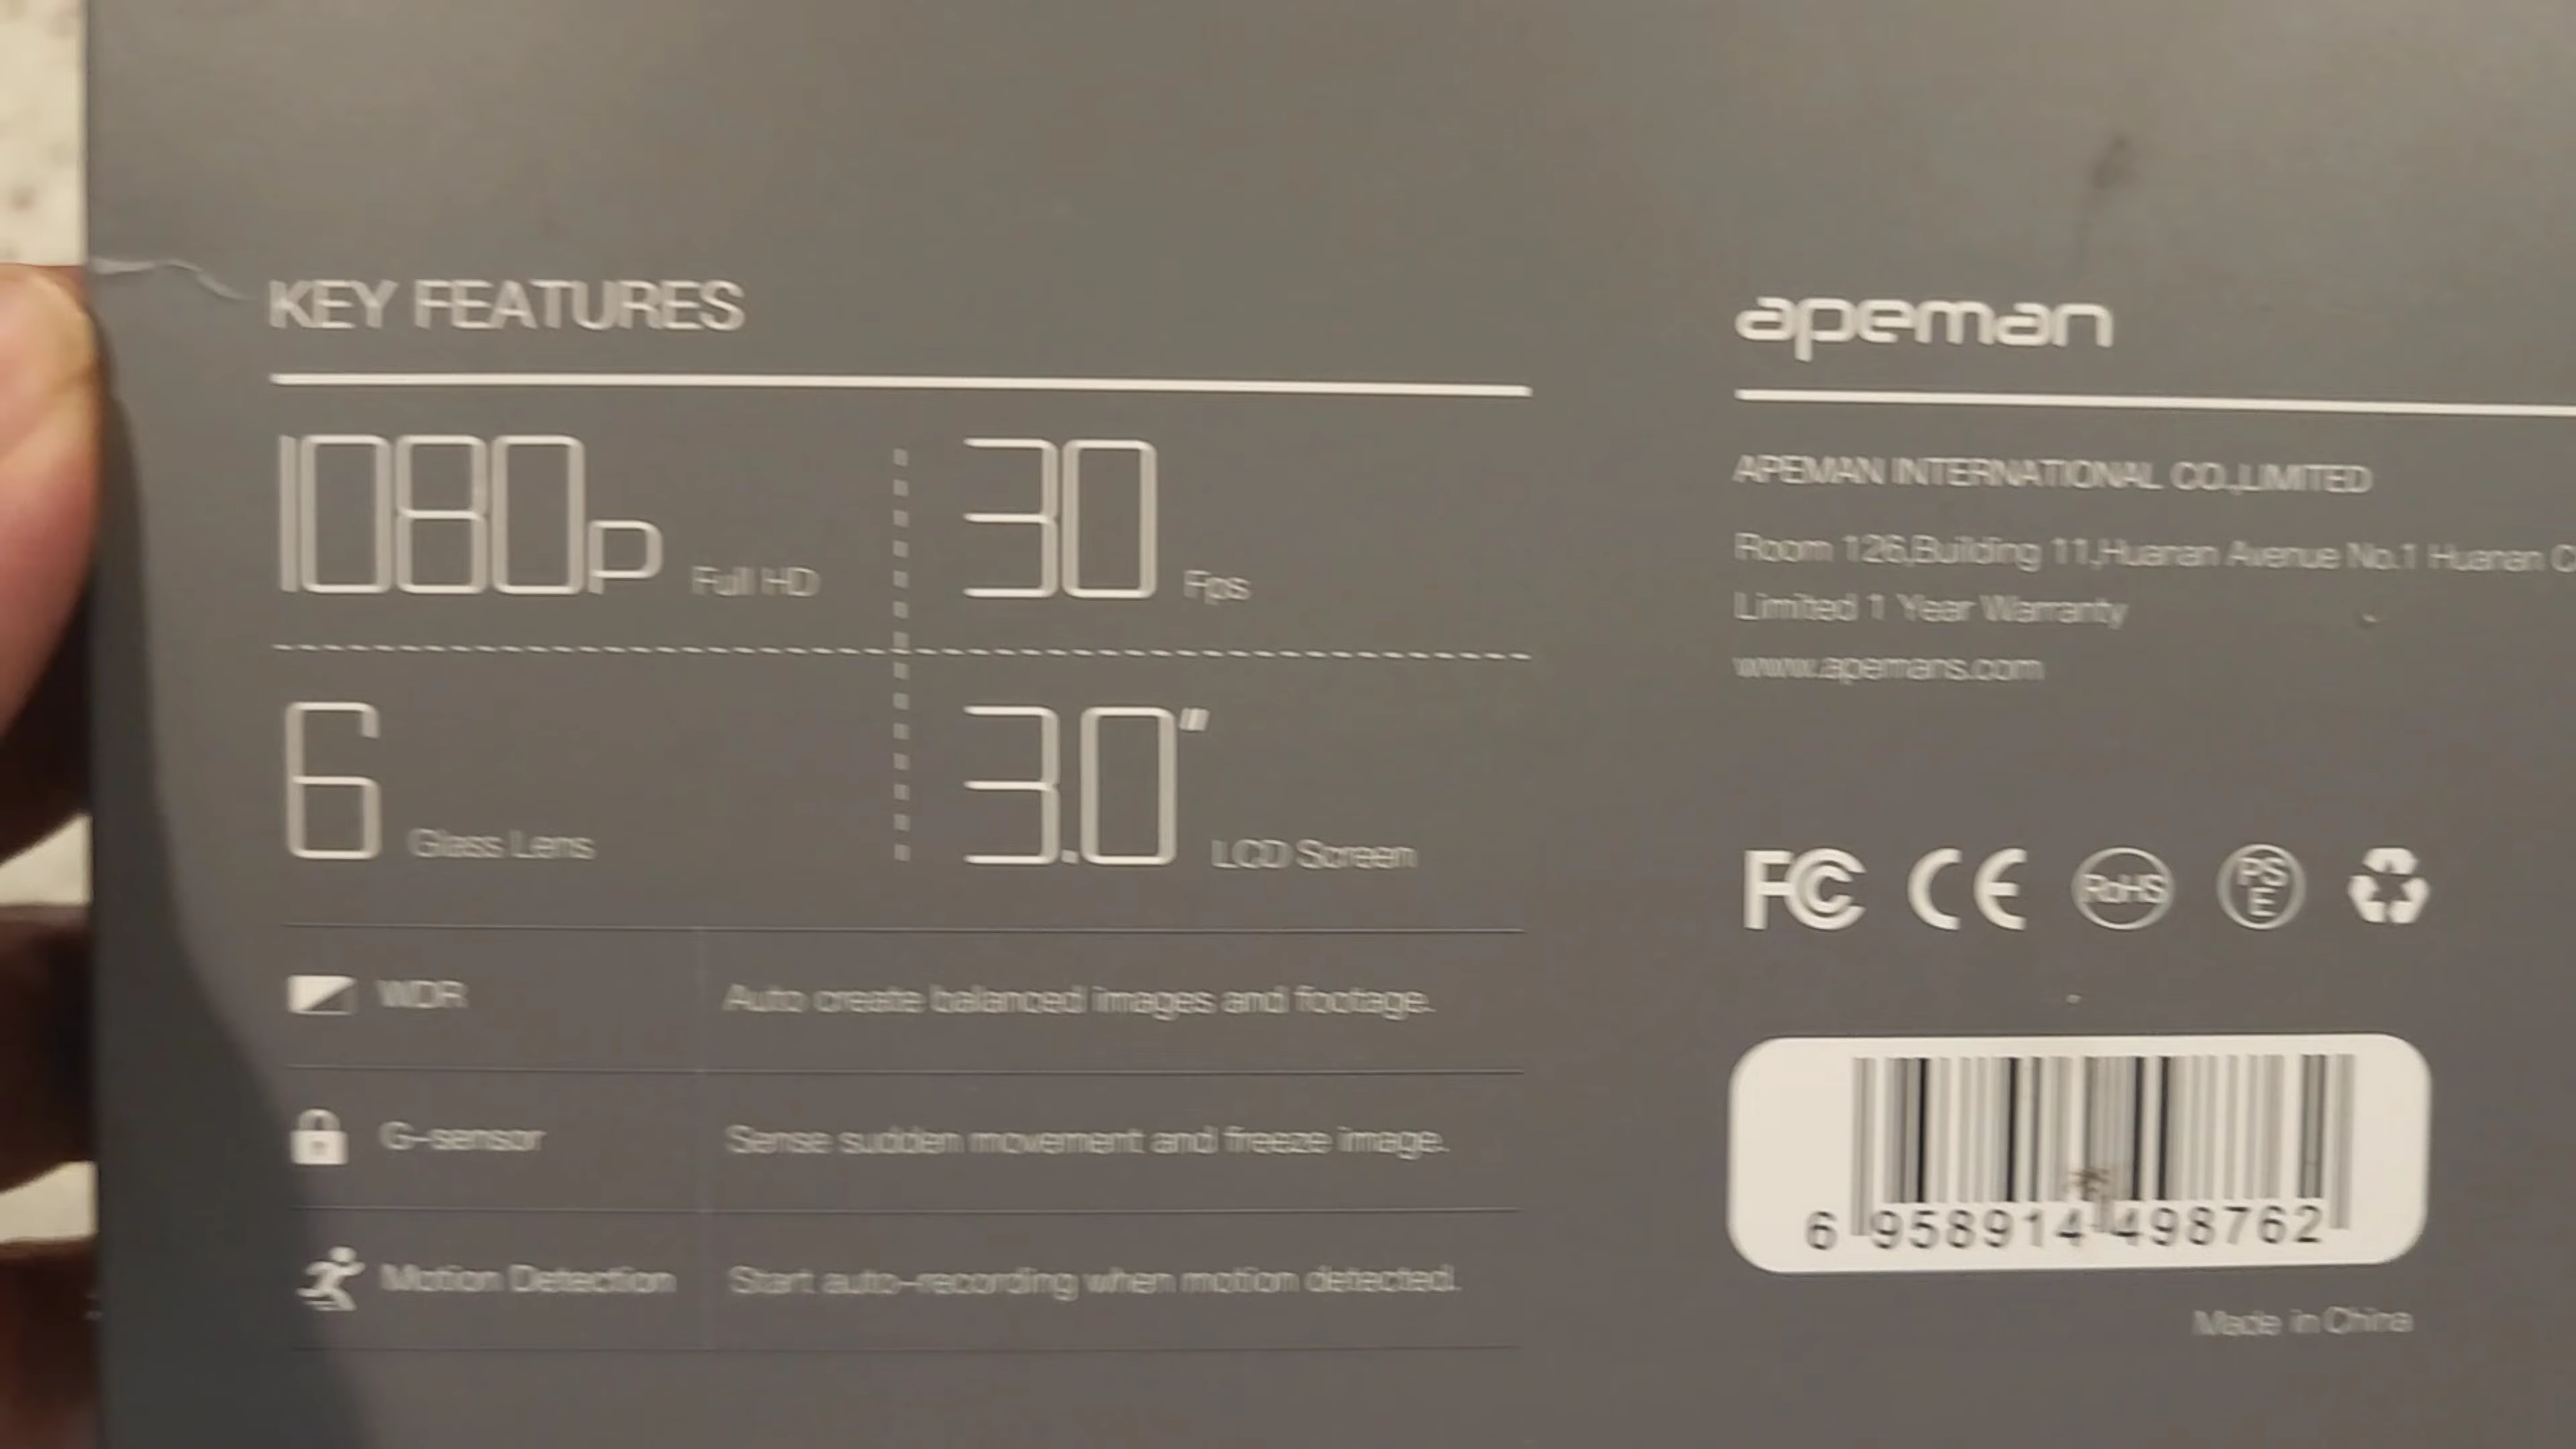 KEY FEATURES
1080P Full HD
30 Fps
6 Glass Lens
3.0" LCD Screen
WDR Auto create balanced images and footage.
G-sensor Sense sudden movement and freeze image.
Motion Detection Start auto-recording when motion detected.
apeman
APEMAN INTERNATIONAL CO.,LIMITED
Room 126,Building 11,Huanan Avenue No.1 Huanan
Limited 1 Year Warranty
www.apemans.com
FC CE RoHS PSE
6 958914 498762
Made in China